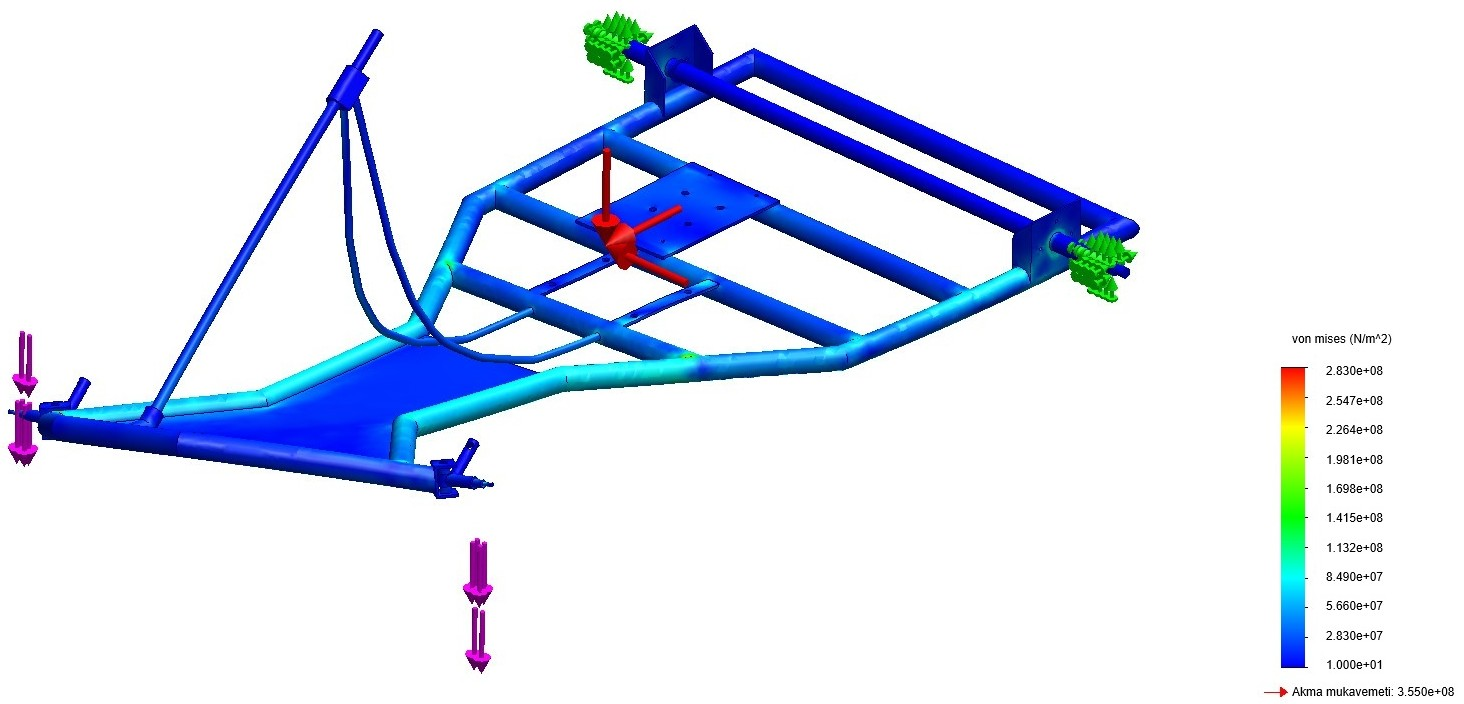 von mises (N/m^2)
2.830e+08
2.547e+08
2.264e+08
1.981e+08
1.698e+08
1.415e+08
1.132e+08
8.490e+07
5.660e+07
2.830e+07
1.000e+01
Akma mukavemeti: 3.550e+08